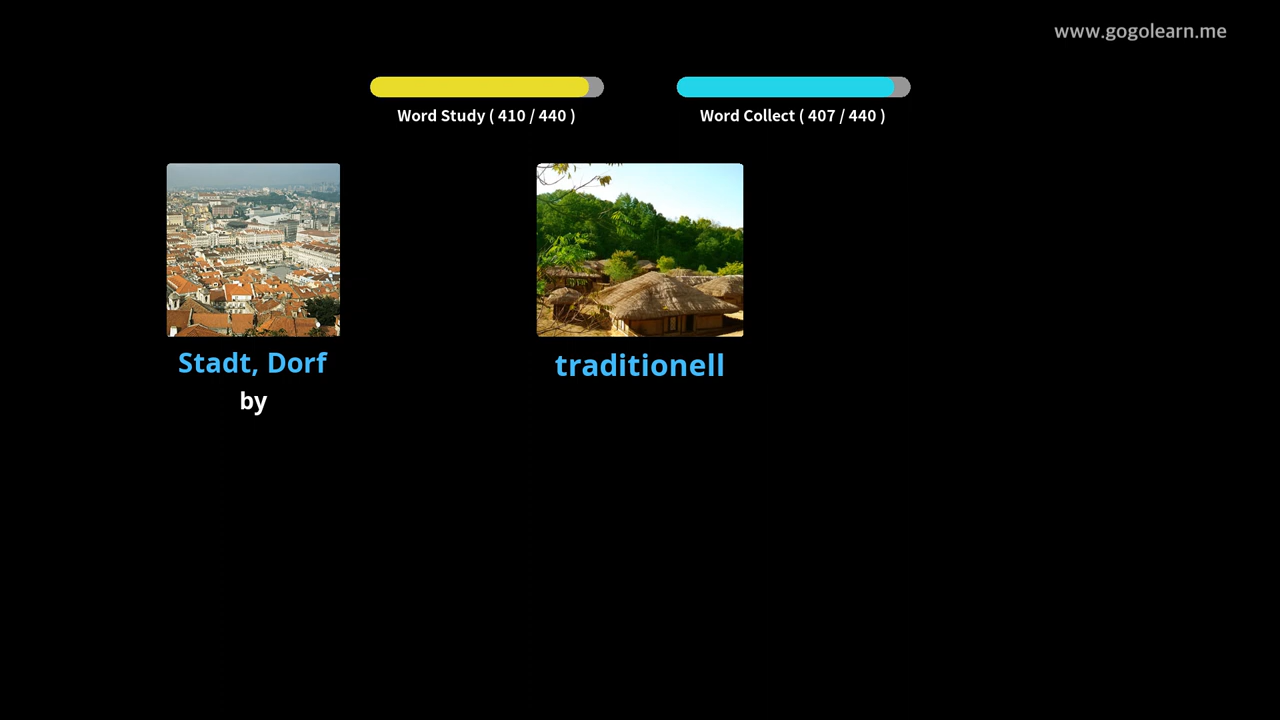 www.gogolearn.me
Word Study ( 410 / 440 )
Word Collect ( 407 / 440 )
Stadt, Dorf
by
traditionell